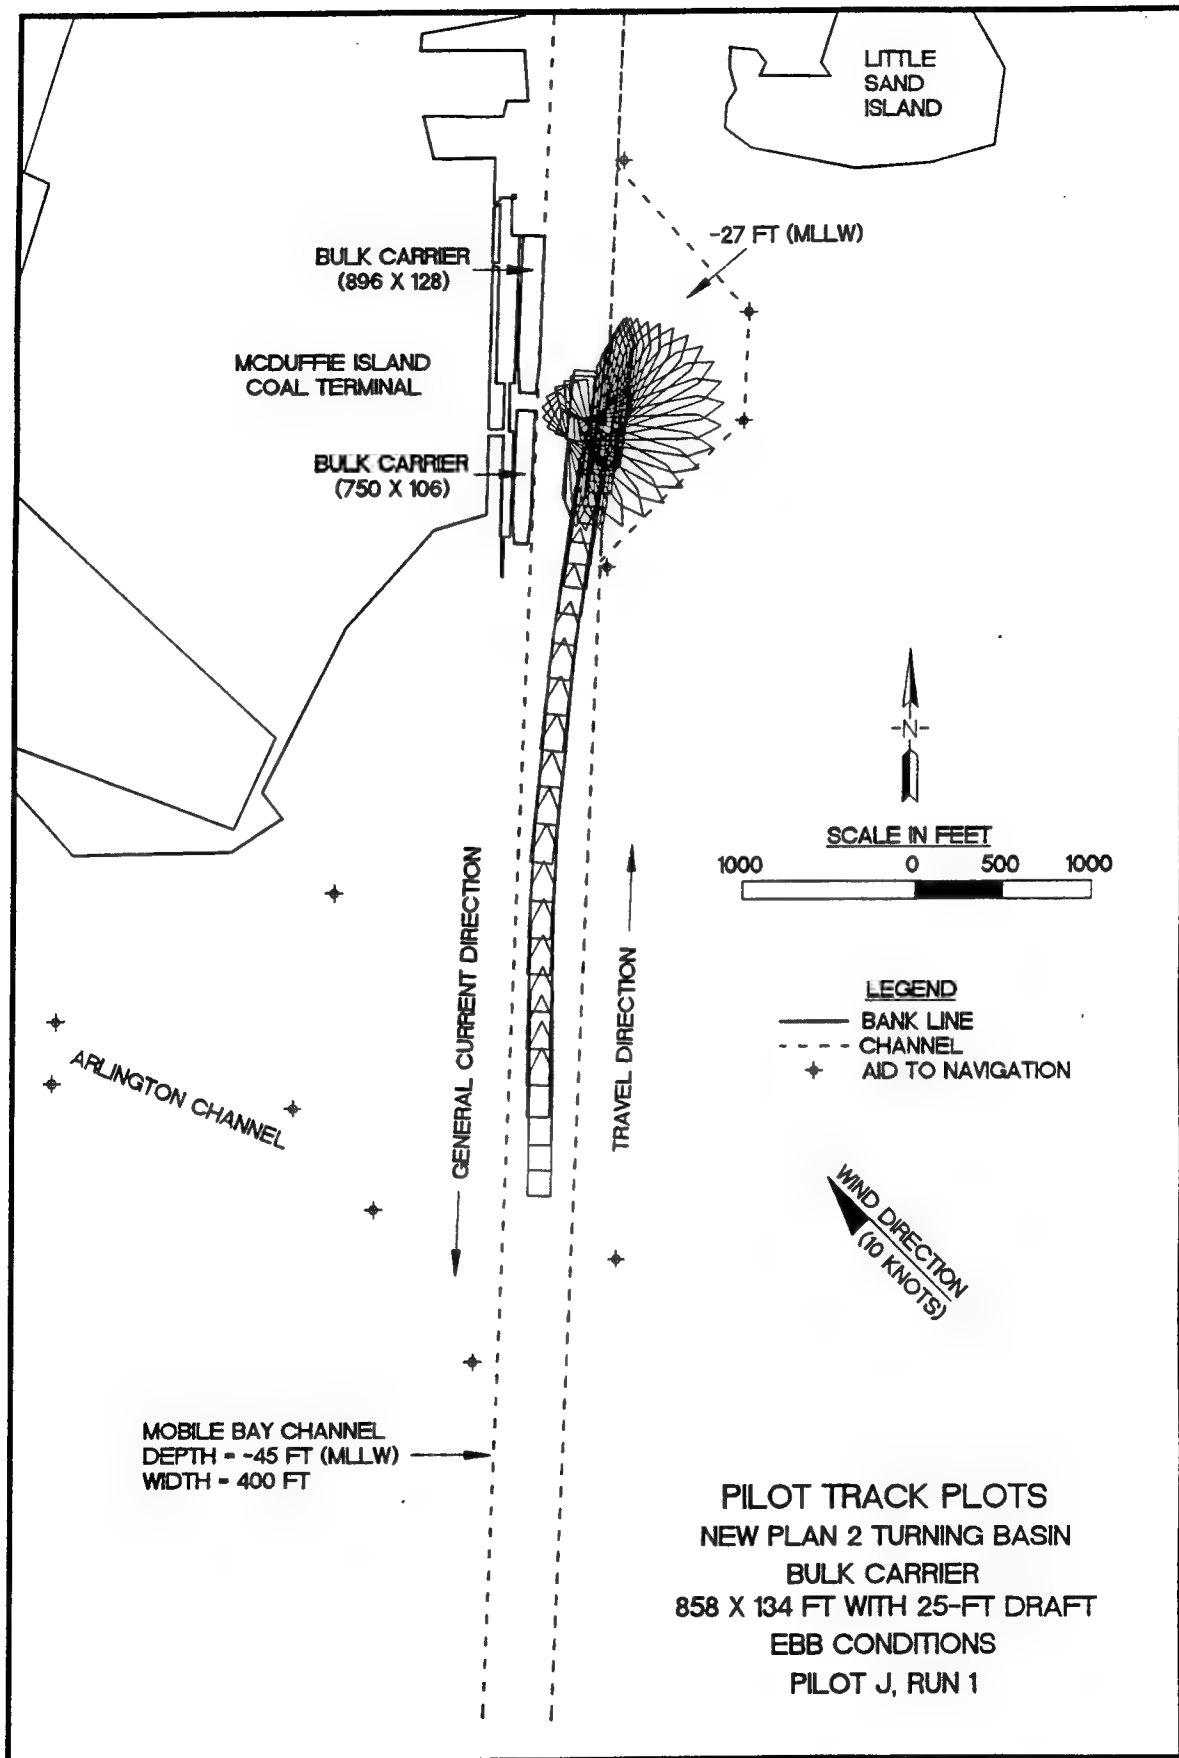 LITTLE
SAND
ISLAND
-27 FT (MLLW)
BULK CARRIER
(896 X 128)
MCDUFFIE ISLAND
COAL TERMINAL
BULK CARRIER
(750 X 106)
-N-
SCALE IN FEET
1000 0 500 1000
GENERAL CURRENT DIRECTION
TRAVEL DIRECTION
LEGEND
BANK LINE
CHANNEL
AID TO NAVIGATION
ARLINGTON CHANNEL
WIND DIRECTION
(10 KNOTS)
MOBILE BAY CHANNEL
DEPTH = -45 FT (MLLW)
WIDTH = 400 FT
PILOT TRACK PLOTS
NEW PLAN 2 TURNING BASIN
BULK CARRIER
858 X 134 FT WITH 25-FT DRAFT
EBB CONDITIONS
PILOT J, RUN 1